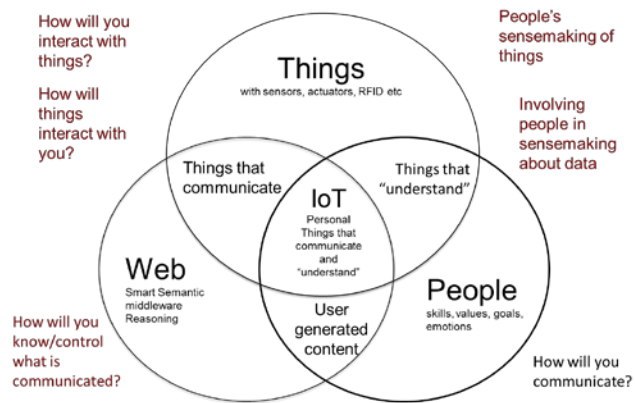 How will you
interact with
things?
People's
sensemaking of
things
Things
with sensors, actuators, RFID etc
How will
things
interact with
you?
Involving
people in
sensemaking
about data
Things that
communicate
Things that
“understand”
IoT
Personal
Things that
communicate
and
“understand”
Web
Smart Semantic
middleware
Reasoning
People
skills, values, goals,
emotions
User
generated
content
How will you
know/control
what is
communicated?
How will you
communicate?